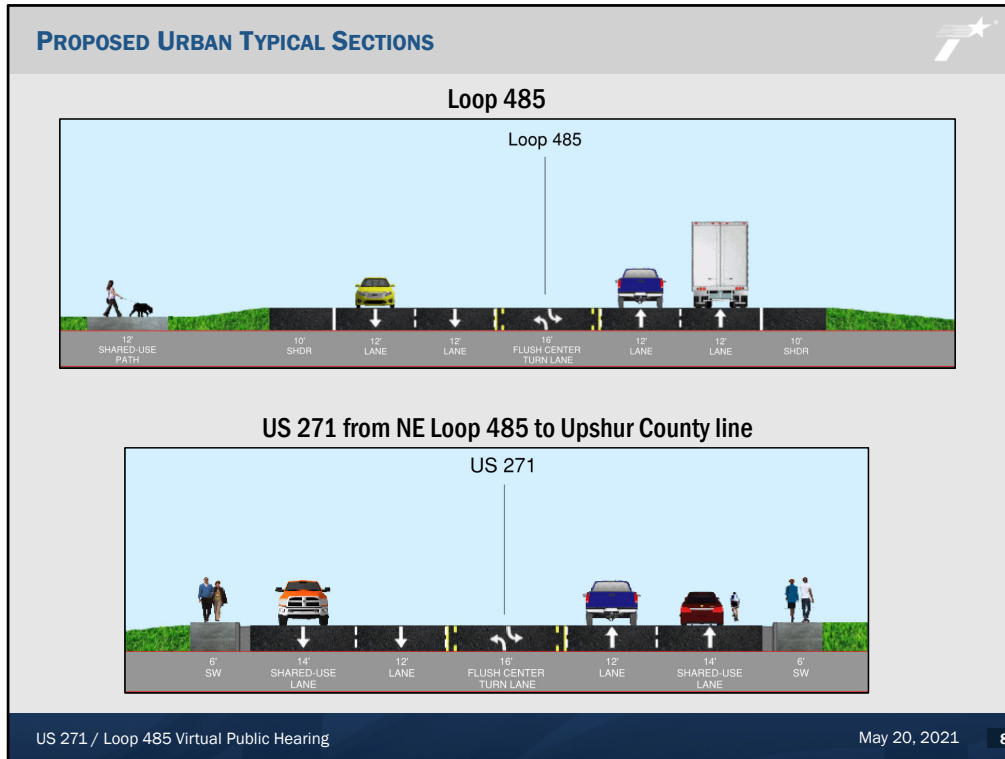 PROPOSED URBAN TYPICAL SECTIONS
Loop 485
Loop 485
12'
SHARED-USE
PATH
10'
SHDR
12'
LANE
12'
LANE
16'
FLUSH CENTER
TURN LANE
12'
LANE
12'
LANE
10'
SHDR
US 271 from NE Loop 485 to Upshur County line
US 271
6'
SW
14'
SHARED-USE
LANE
12'
LANE
16'
FLUSH CENTER
TURN LANE
12'
LANE
14'
SHARED-USE
LANE
6'
SW
US 271 / Loop 485 Virtual Public Hearing
May 20, 2021
8